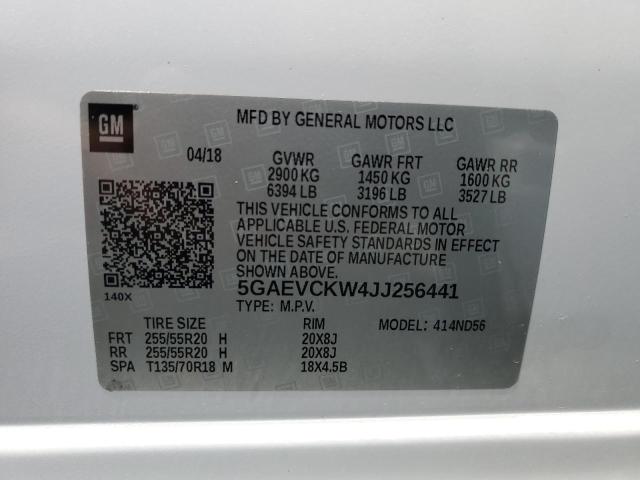 GM
MFD BY GENERAL MOTORS LLC
04/18 GVWR GAWR FRT GAWR RR
2900 KG 1450 KG 1600 KG
6394 LB 3196 LB 3527 LB
THIS VEHICLE CONFORMS TO ALL
APPLICABLE U.S. FEDERAL MOTOR
VEHICLE SAFETY STANDARDS IN EFFECT
ON THE DATE OF MANUFACTURE
SHOWN ABOVE.
140X 5GAEVCKW4JJ256441
TYPE: M.P.V.
TIRE SIZE RIM MODEL: 414ND56
FRT 255/55R20 H 20X8J
RR 255/55R20 H 20X8J
SPA T135/70R18 M 18X4.5B